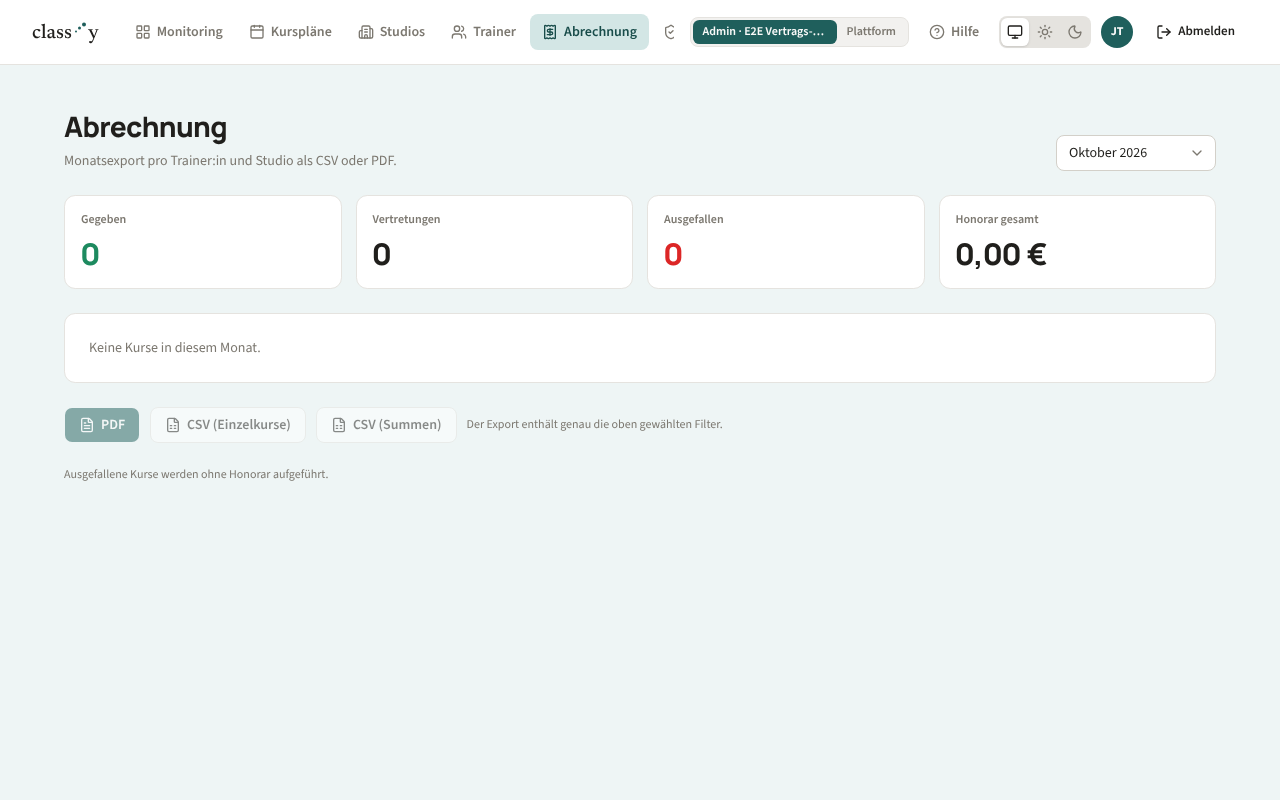 class y
Monitoring
Kurspläne
Studios
Trainer
Abrechnung
Admin · E2E Vertrags-...
Plattform
Hilfe
JT
Abmelden
Abrechnung
Monatsexport pro Trainer:in und Studio als CSV oder PDF.
Oktober 2026
Gegeben
0
Vertretungen
0
Ausgefallen
0
Honorar gesamt
0,00 €
Keine Kurse in diesem Monat.
PDF
CSV (Einzelkurse)
CSV (Summen)
Der Export enthält genau die oben gewählten Filter.
Ausgefallene Kurse werden ohne Honorar aufgeführt.